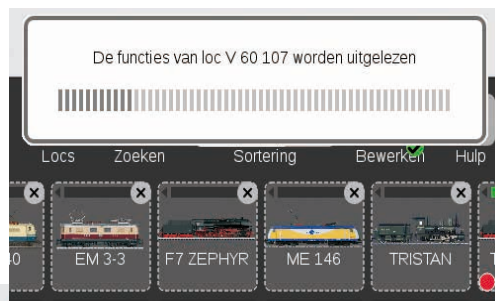 De functies van loc V 60 107 worden uitgelezen
Locs Zoeken Sortering Bewerken Hulp
40 EM 3-3 F7 ZEPHYR ME 146 TRISTAN